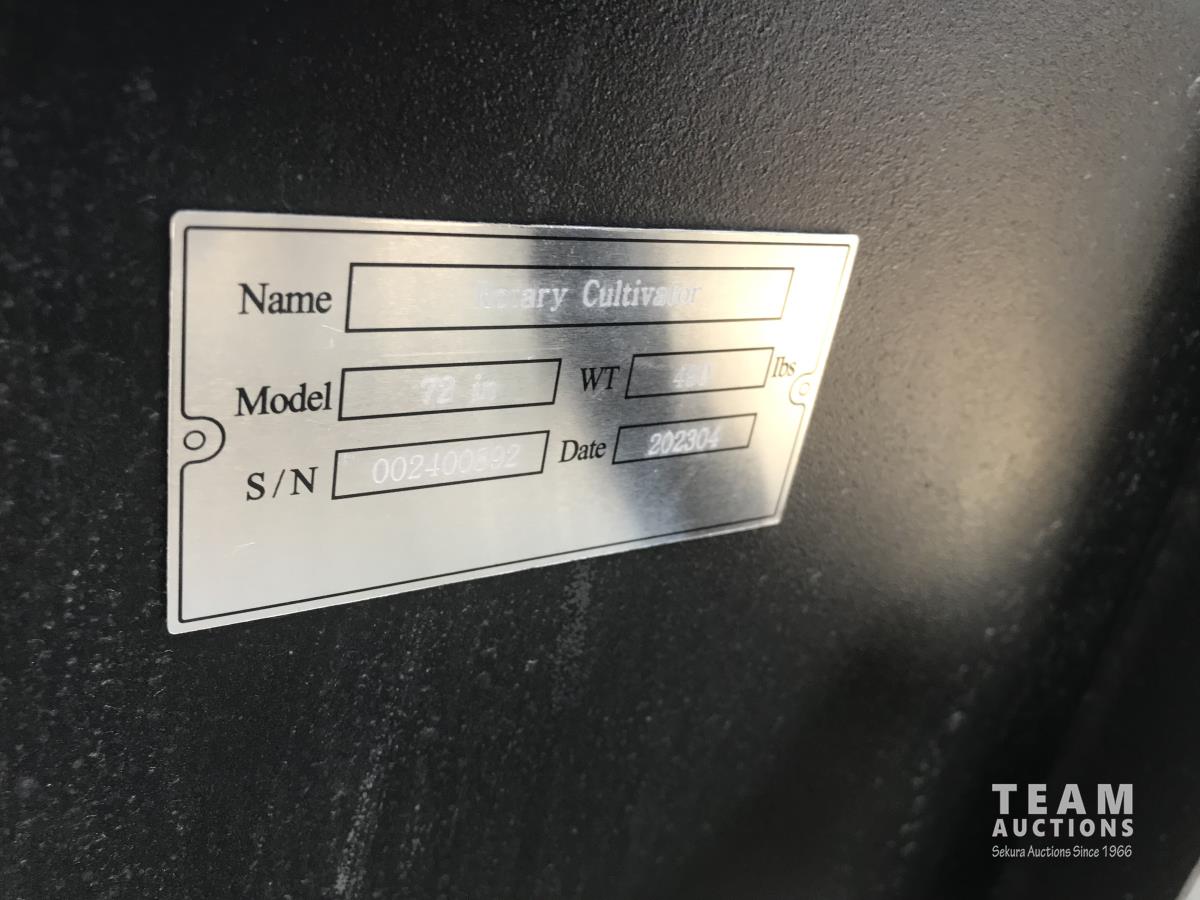 Name Rotary Cultivator
Model 72 in WT lbs
S/N Date 202304
TEAM
AUCTIONS
Sekura Auctions Since 1966